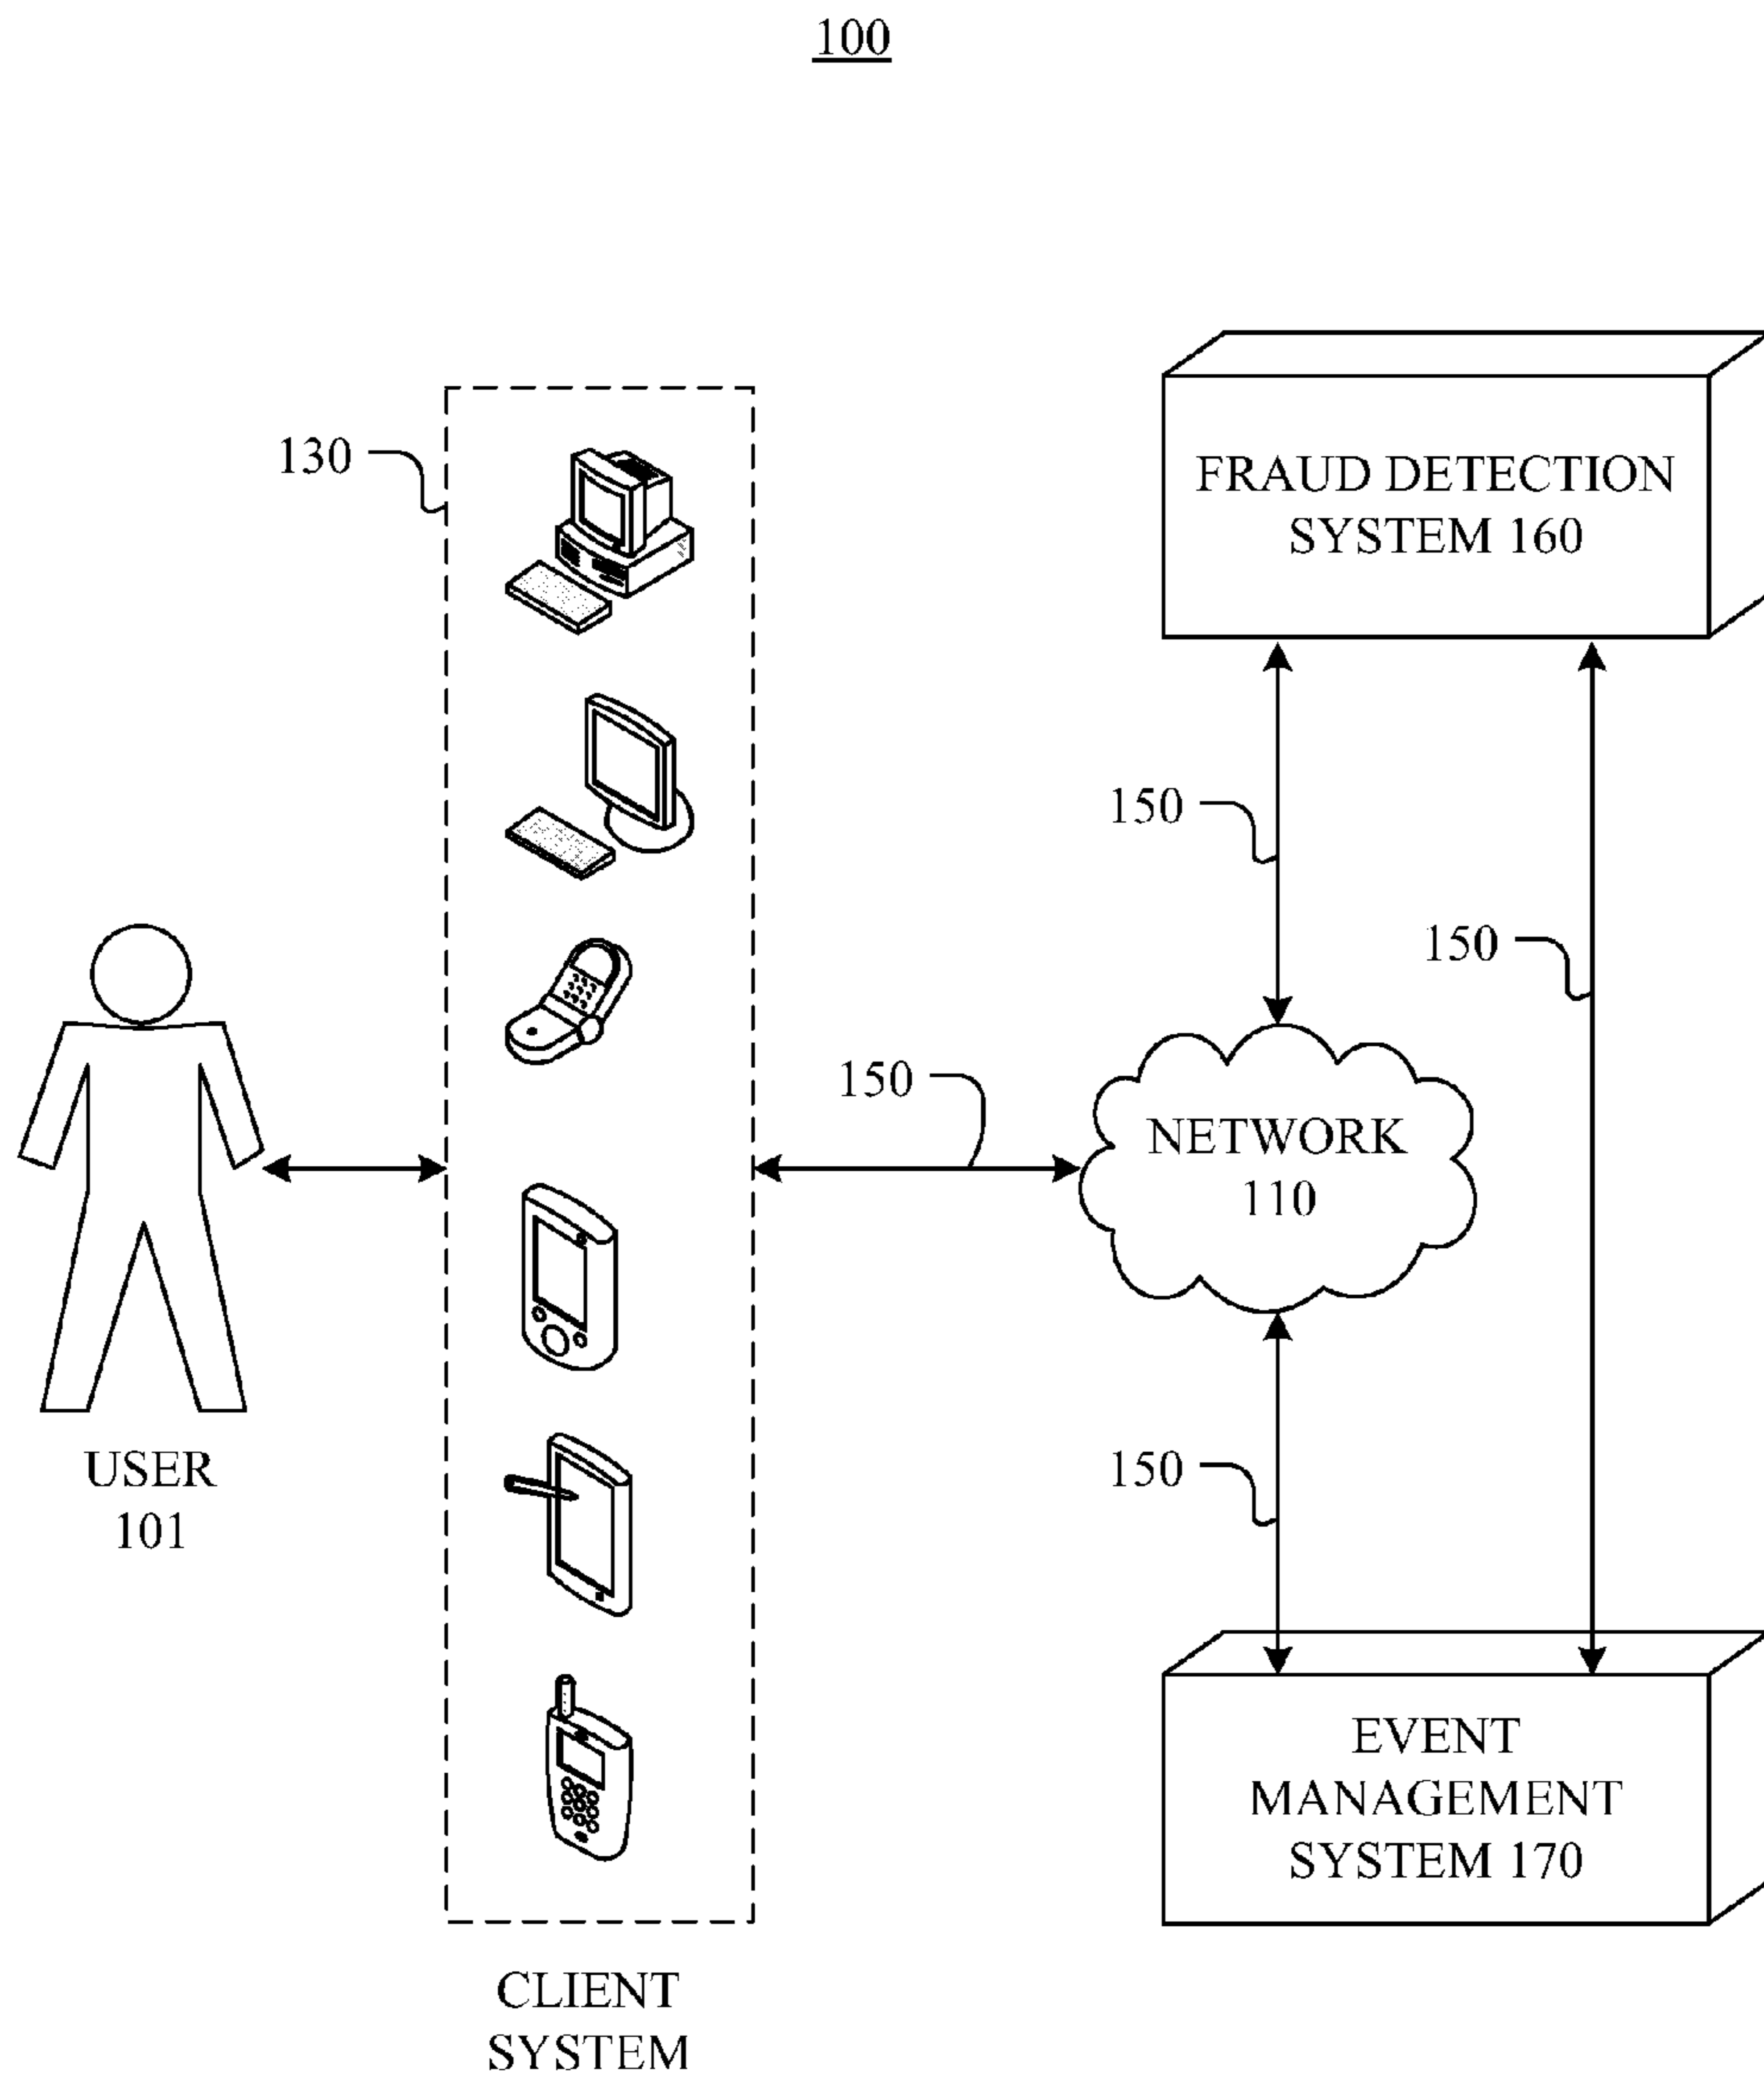 100
130
FRAUD DETECTION
SYSTEM 160
150
150
150
NETWORK
110
USER
101
150
EVENT
MANAGEMENT
SYSTEM 170
CLIENT
SYSTEM